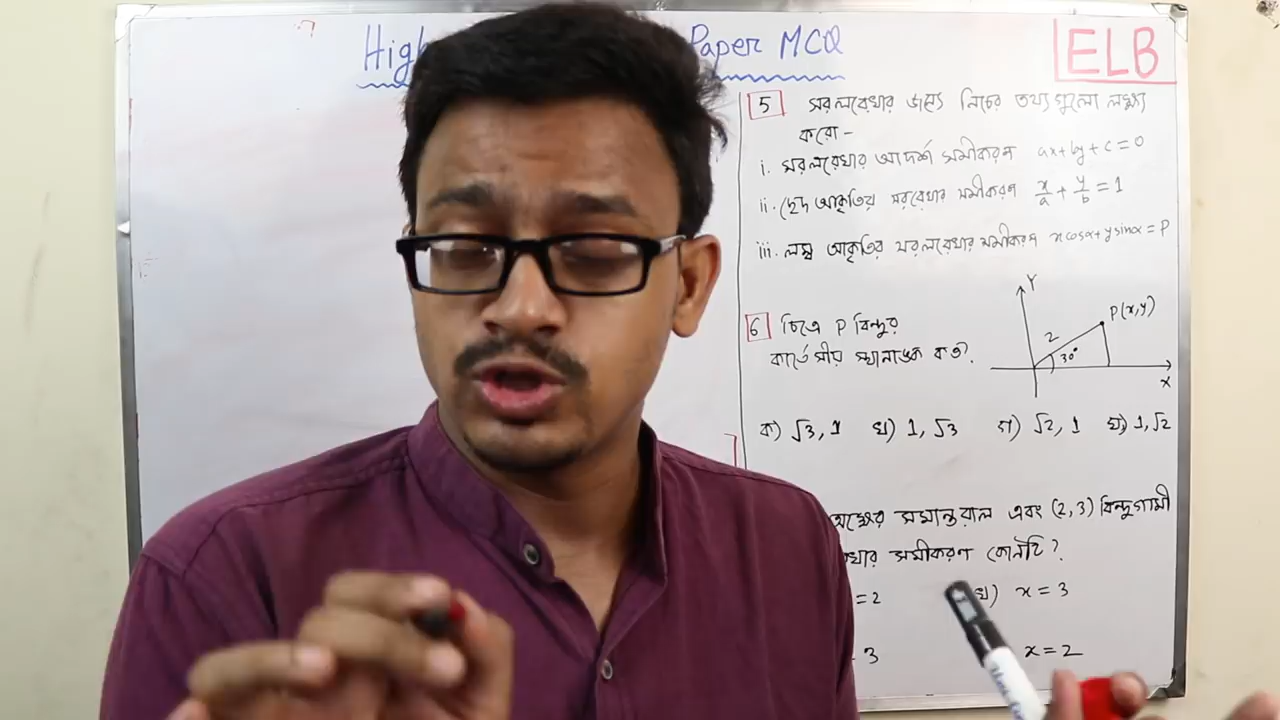 Paper MCQ
ELB
5 সরলরেখার জন্যে নিচের তথ্যগুলো লক্ষ্য
করো -
i. সরলরেখার আদর্শ সমীকরণ ax+by+c=0
ii. ছেদ আকৃতির সরলরেখার সমীকরণ x/a + y/b = 1
iii. লম্ব আকৃতির সরলরেখার সমীকরণ xcosα+ysinα=P
6 চিত্রে P বিন্দুর
কার্তেসীয় স্থানাঙ্ক কত?
Y
P(x,y)
2
30°
X
ক) √3, 1 খ) 1, √3 গ) √2, 1 ঘ) 1, √2
সমান্তরাল এবং (2,3) বিন্দুগামী
সমীকরণ কোনটি?
=2 খ) x=3
3 x=2